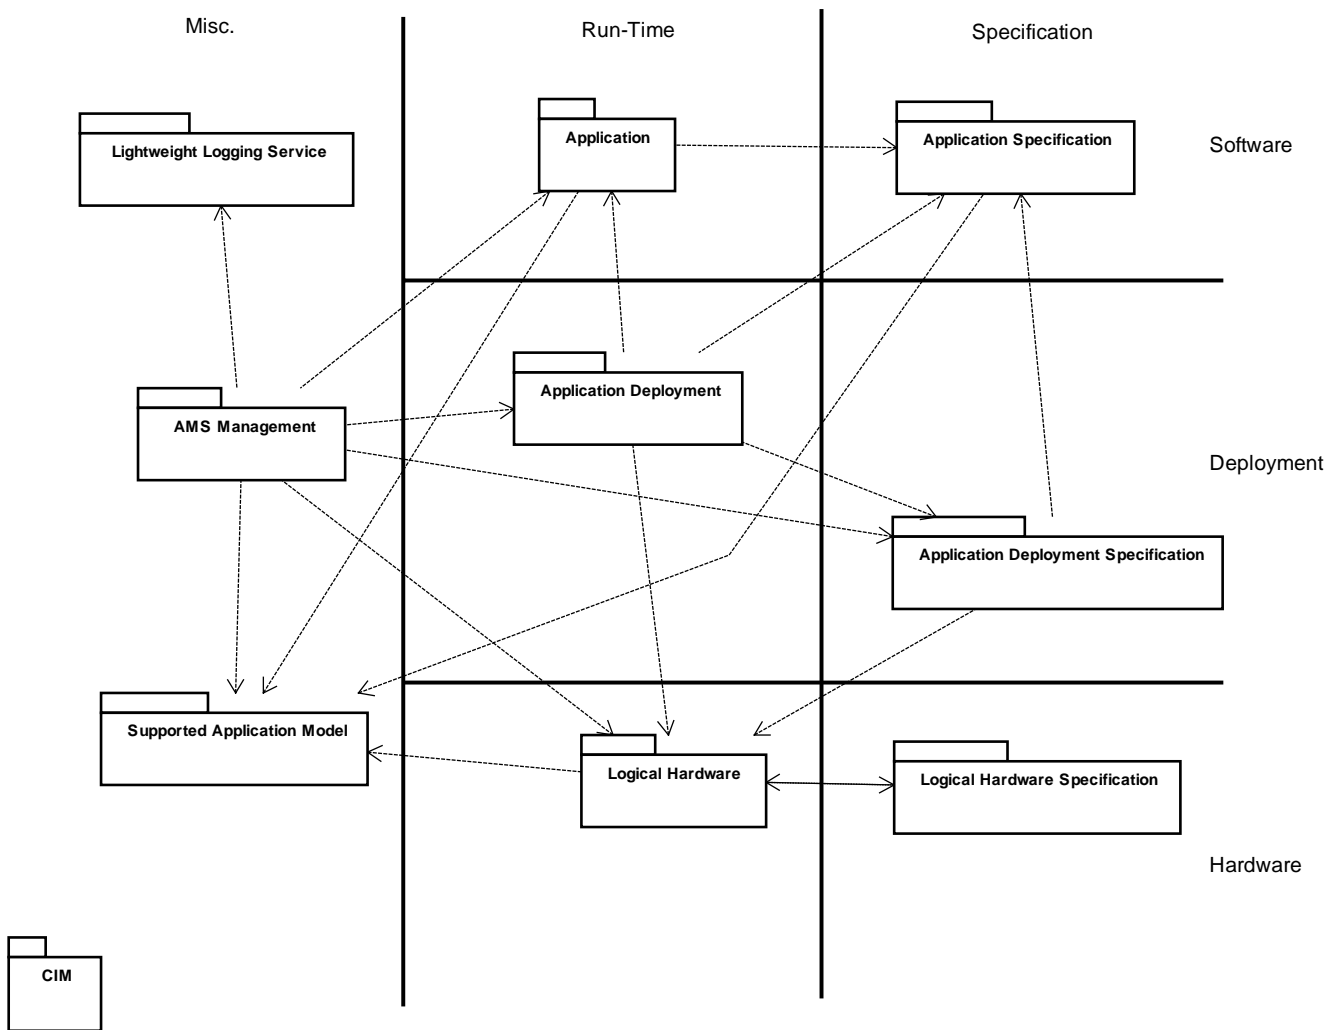 Misc.
Run-Time
Specification
Lightweight Logging Service
Application
Application Specification
Software
AMS Management
Application Deployment
Deployment
Application Deployment Specification
Supported Application Model
Logical Hardware
Logical Hardware Specification
Hardware
CIM